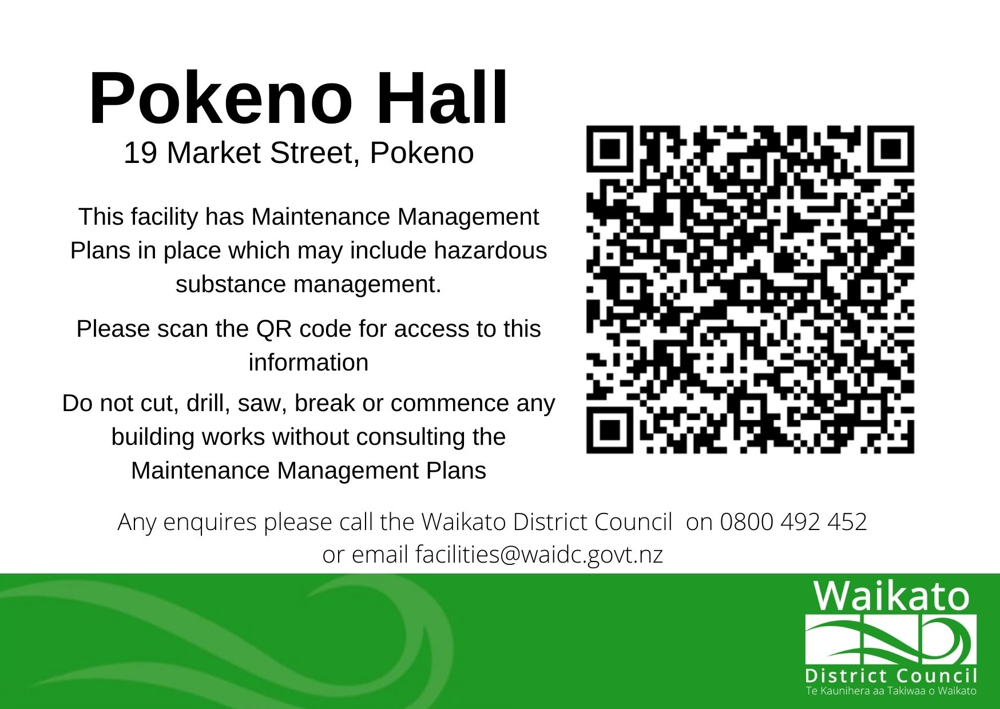 Pokeno Hall
19 Market Street, Pokeno
This facility has Maintenance Management
Plans in place which may include hazardous
substance management.
Please scan the QR code for access to this
information
Do not cut, drill, saw, break or commence any
building works without consulting the
Maintenance Management Plans
Any enquires please call the Waikato District Council  on 0800 492 452
or email facilities@waidc.govt.nz
Waikato
District Council
Te Kaunihera aa Takiwaa o Waikato